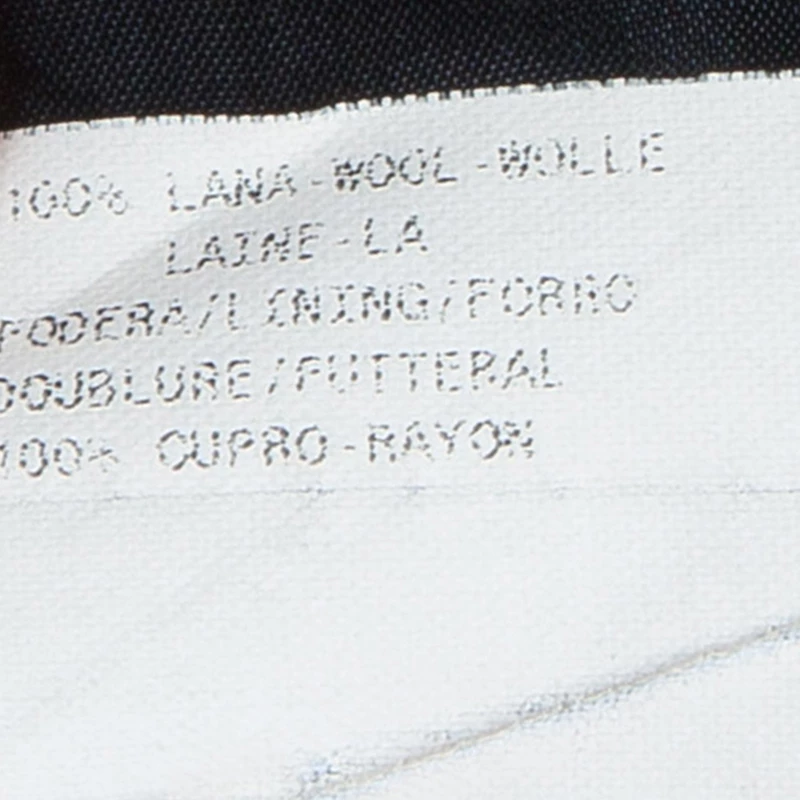 100% LANA-WOOL-WOLLE
LAINE-LA
FODERA/LINING/FORRO
DOUBLURE/FUTTERAL
100% CUPRO-RAYON